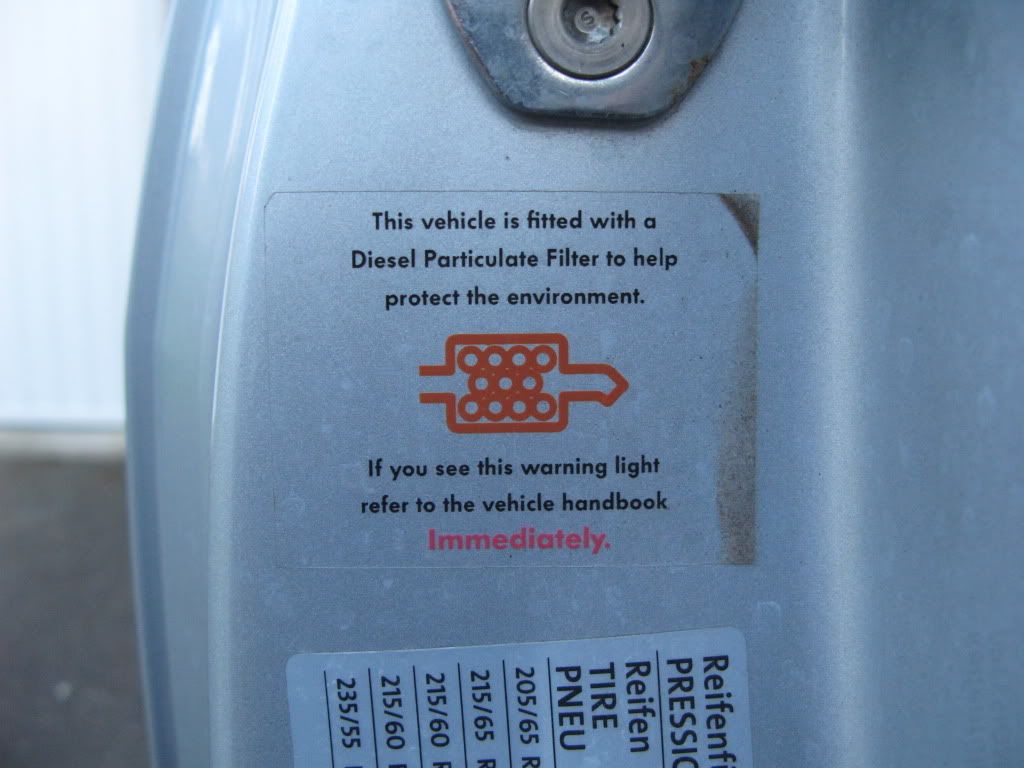 S
This vehicle is fitted with a
Diesel Particulate Filter to help
protect the environment.
If you see this warning light
refer to the vehicle handbook
Immediately.
PRESSIO
Reifen
TIRE
PNEU
205/65 R
215/65 R
215/60 R
215/60
235/55